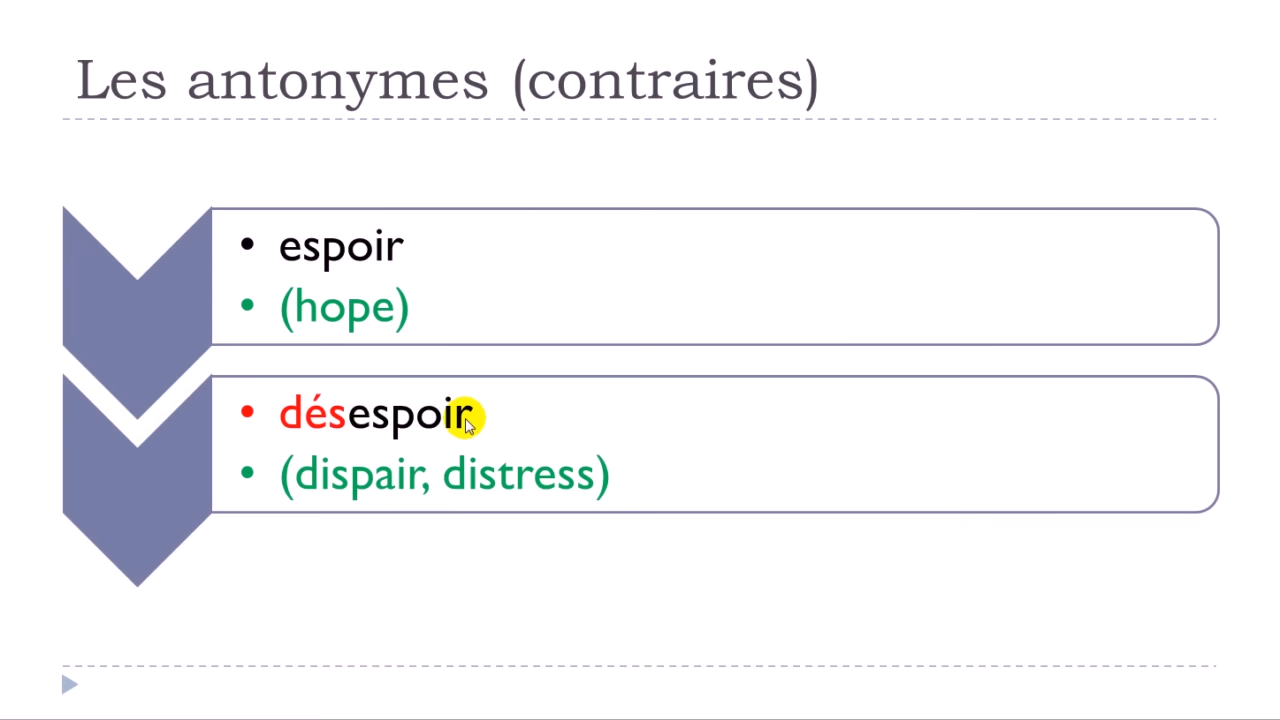 Les antonymes (contraires)
• espoir
• (hope)
• désespoir
• (dispair, distress)